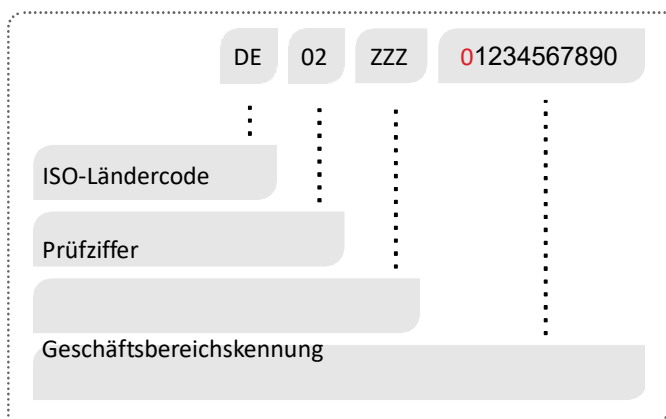 DE 02 ZZZ 01234567890
ISO-Ländercode
Prüfziffer
Geschäftsbereichskennung